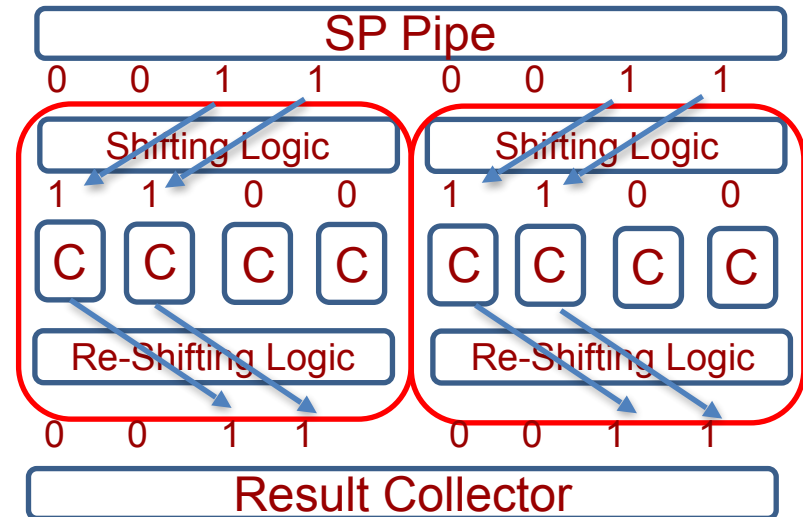 SP Pipe
0 0 1 1 0 0 1 1
Shifting Logic Shifting Logic
1 1 0 0 1 1 0 0
C C C C C C C C
Re-Shifting Logic Re-Shifting Logic
0 0 1 1 0 0 1 1
Result Collector